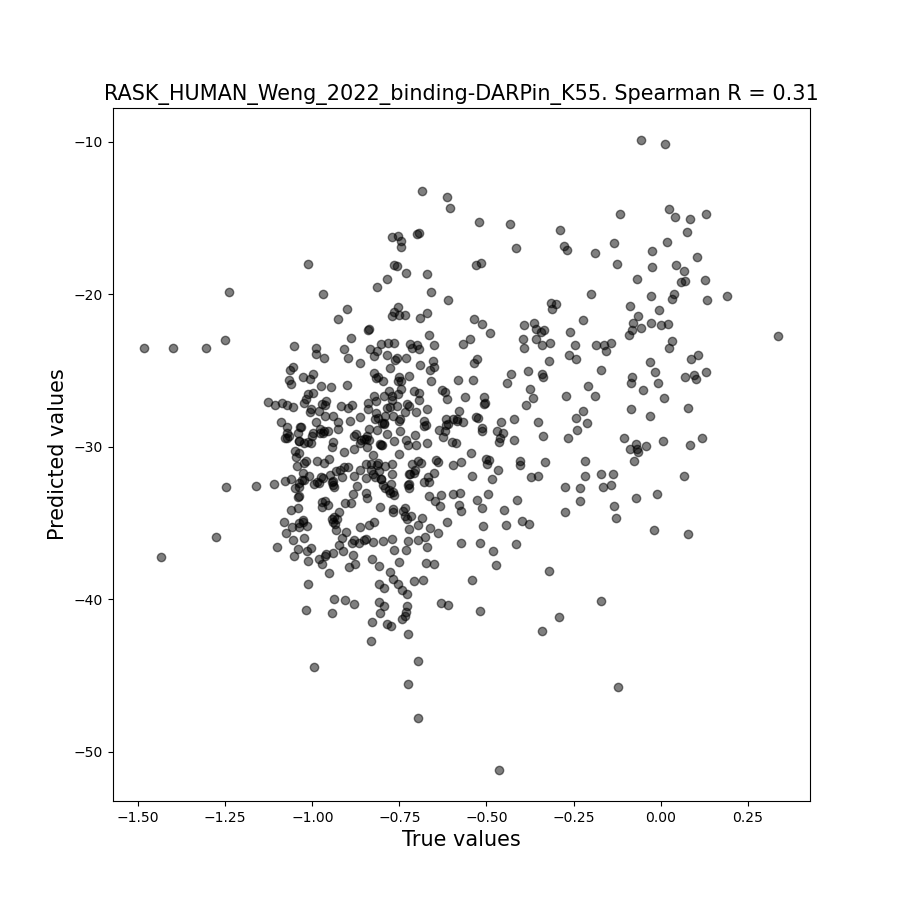 RASK_HUMAN_Weng_2022_binding-DARPin_K55. Spearman R = 0.31
−10
−20
−30
−40
−50
Predicted values
−1.50 −1.25 −1.00 −0.75 −0.50 −0.25 0.00 0.25
True values